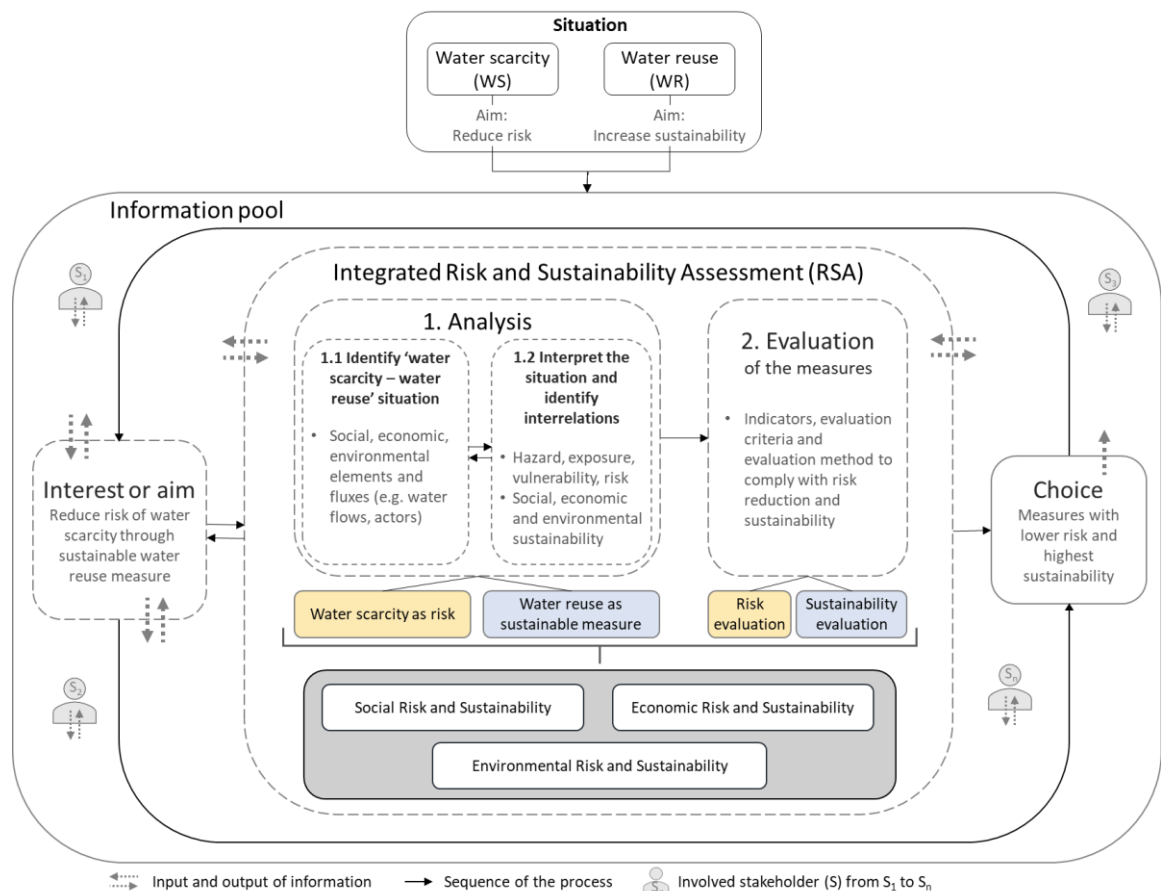 Situation
Water scarcity
(WS)
Water reuse
(WR)
Aim:
Reduce risk
Aim:
Increase sustainability
Information pool
S1
S3
Integrated Risk and Sustainability Assessment (RSA)
1. Analysis
1.1 Identify ‘water
scarcity – water
reuse’ situation
• Social, economic,
environmental
elements and
fluxes (e.g. water
flows, actors)
1.2 Interpret the
situation and
identify
interrelations
• Hazard, exposure,
vulnerability, risk
• Social, economic
and environmental
sustainability
2. Evaluation
of the measures
• Indicators, evaluation
criteria and
evaluation method to
comply with risk
reduction and
sustainability
Interest or aim
Reduce risk of water
scarcity through
sustainable water
reuse measure
Choice
Measures with
lower risk and
highest
sustainability
Water scarcity as risk
Water reuse as
sustainable measure
Risk
evaluation
Sustainability
evaluation
S2
Sn
Social Risk and Sustainability
Economic Risk and Sustainability
Environmental Risk and Sustainability
Input and output of information
Sequence of the process
Sn
Involved stakeholder (S) from S1 to Sn